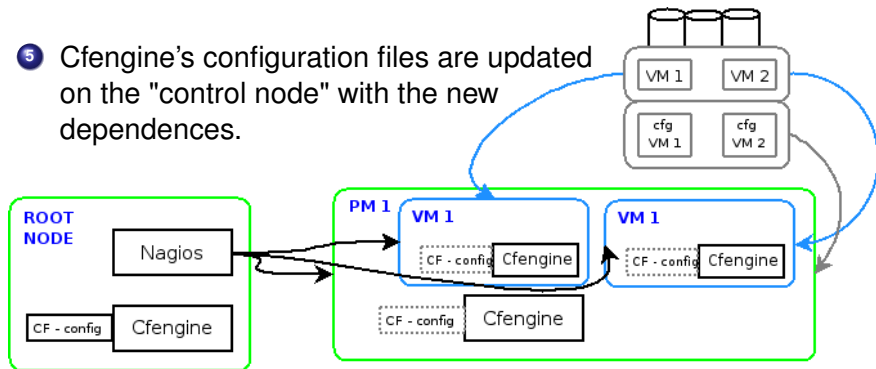 5 Cfengine's configuration files are updated
on the "control node" with the new
dependences.
VM 1
VM 2
cfg
VM 1
cfg
VM 2
ROOT
NODE
Nagios
CF - config
Cfengine
PM 1
VM 1
CF - config
Cfengine
VM 1
CF - config
Cfengine
CF - config
Cfengine